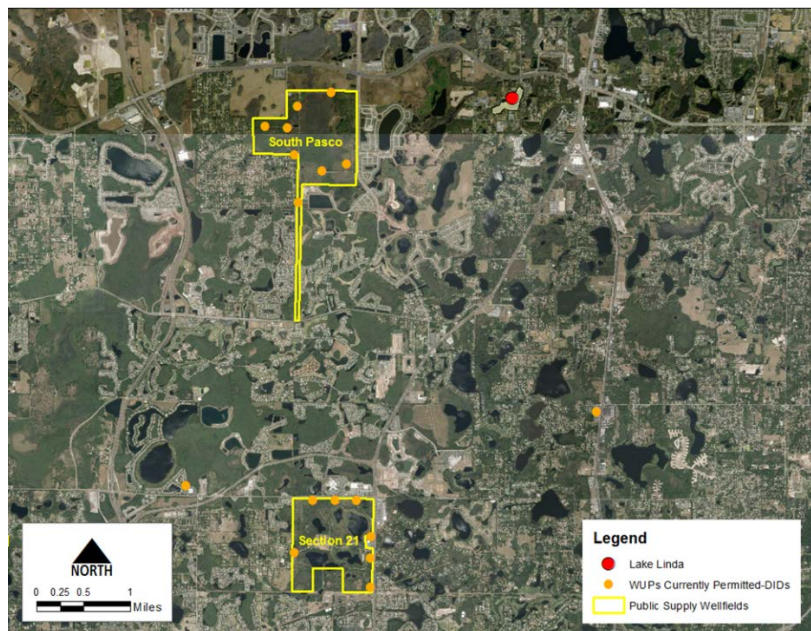 South Pasco
Section 21
NORTH
0 0.25 0.5 1
Miles
Legend
Lake Linda
WUPs Currently Permitted-DIDs
Public Supply Wellfields